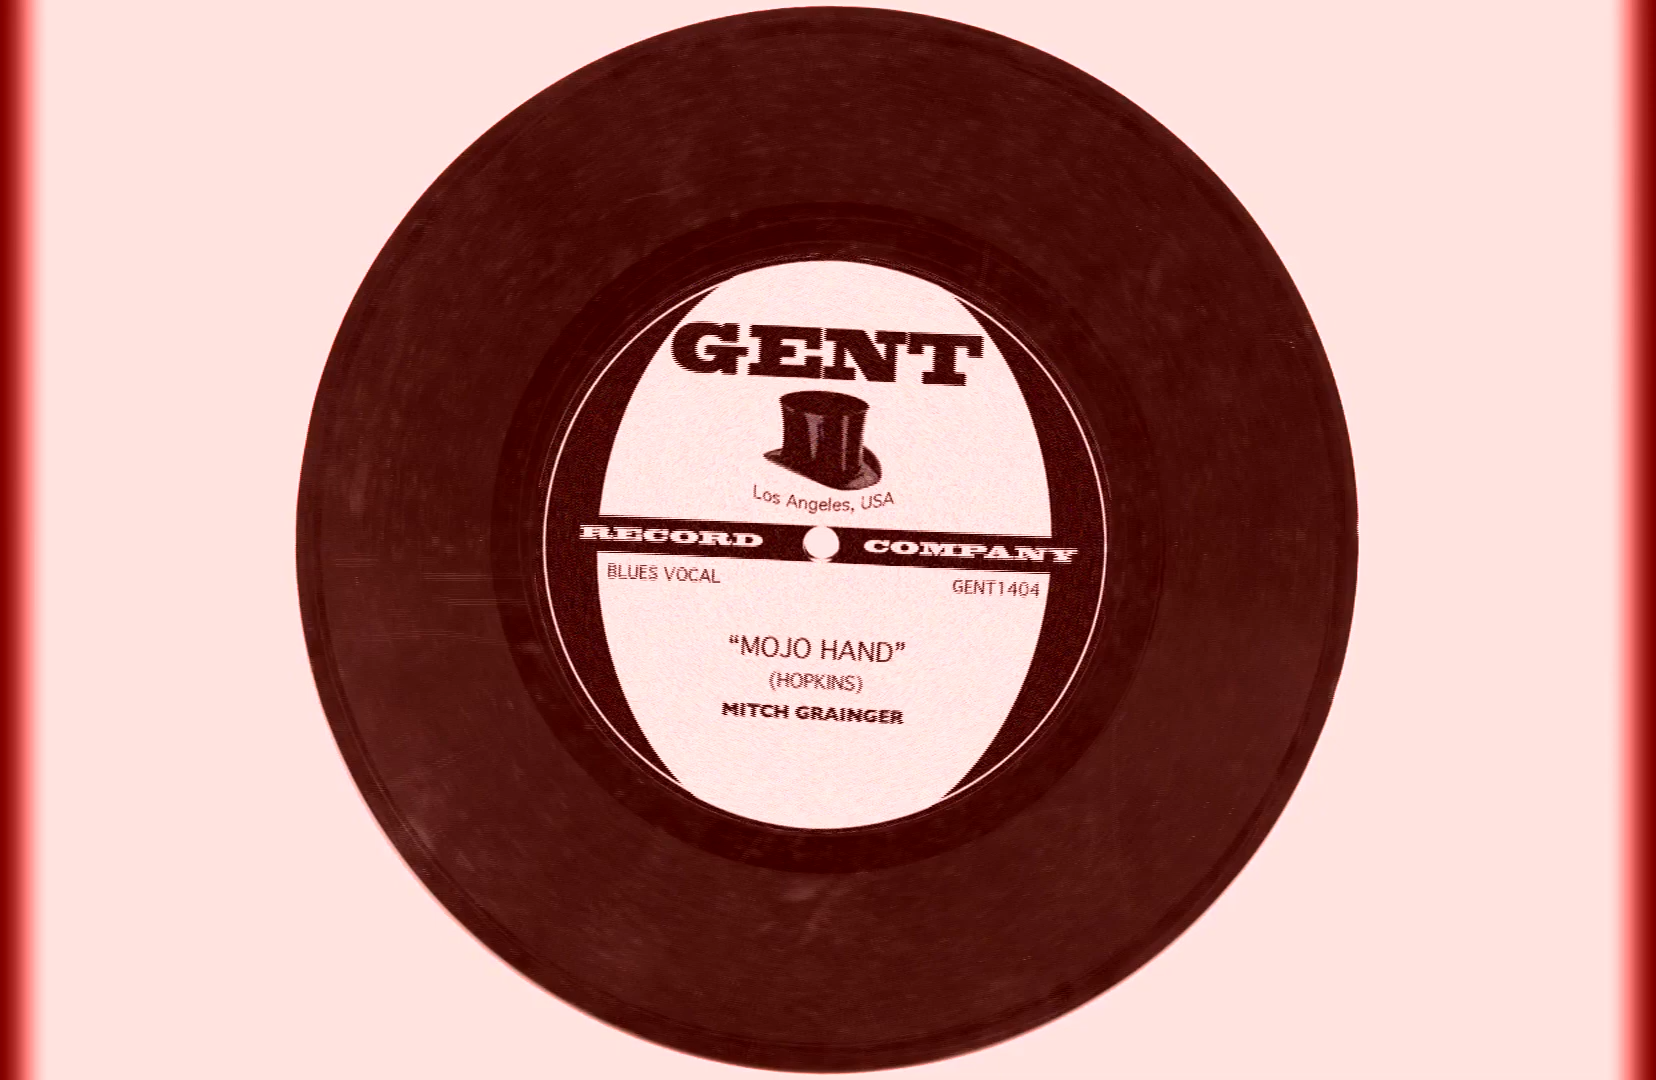 GENT
Los Angeles, USA
RECORD COMPANY
BLUES VOCAL
GENT1404
“MOJO HAND”
(HOPKINS)
MITCH GRAINGER